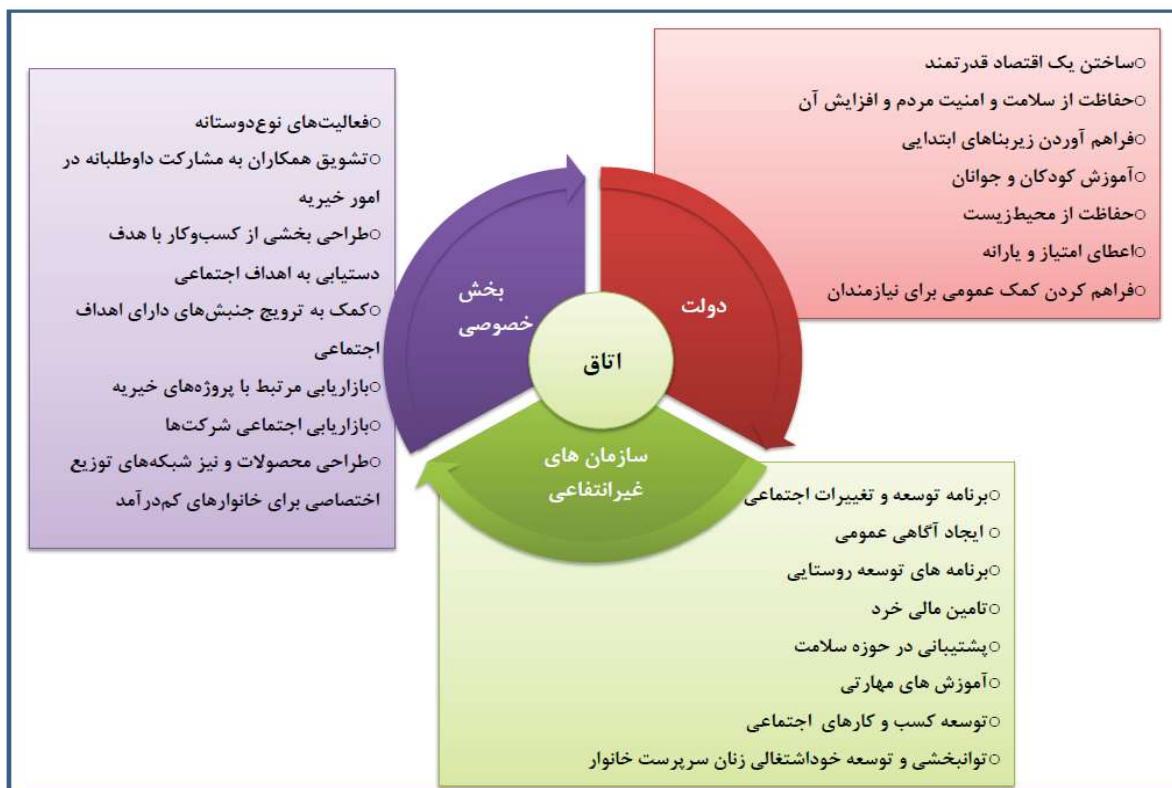 ○ساختن یک اقتصاد قدرتمند
○حفاظت از سلامت و امنیت مردم و افزایش آن
○فراهم آوردن زیربناهای ابتدایی
○آموزش کودکان و جوانان
○حفاظت از محیط‌زیست
○اعطای امتیاز و یارانه
○فراهم کردن کمک عمومی برای نیازمندان
○فعالیت‌های نوع‌دوستانه
○تشویق همکاران به مشارکت داوطلبانه در
امور خیریه
○طراحی بخشی از کسب‌وکار با هدف
دستیابی به اهداف اجتماعی
○کمک به ترویج جنبش‌های دارای اهداف
اجتماعی
○بازاریابی مرتبط با پروژه‌های خیریه
○بازاریابی اجتماعی شرکت‌ها
○طراحی محصولات و نیز شبکه‌های توزیع
اختصاصی برای خانوارهای کم‌درآمد
دولت
بخش
خصوصی
اتاق
سازمان های
غیرانتفاعی
○برنامه توسعه و تغییرات اجتماعی
○ ایجاد آگاهی عمومی
○برنامه های توسعه روستایی
○تامین مالی خرد
○پشتیبانی در حوزه سلامت
○آموزش های مهارتی
○توسعه کسب و کارهای اجتماعی
○توانبخشی و توسعه خوداشتغالی زنان سرپرست خانوار